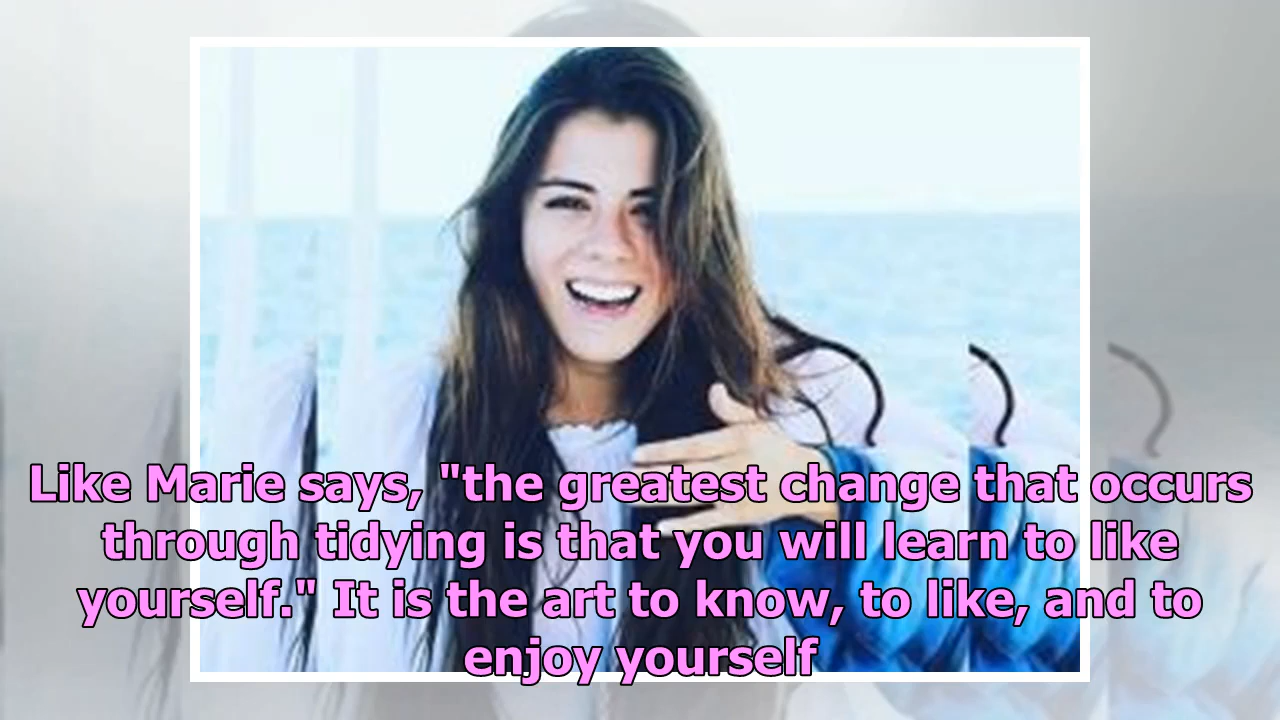 Like Marie says, "the greatest change that occurs
through tidying is that you will learn to like
yourself." It is the art to know, to like, and to
enjoy yourself